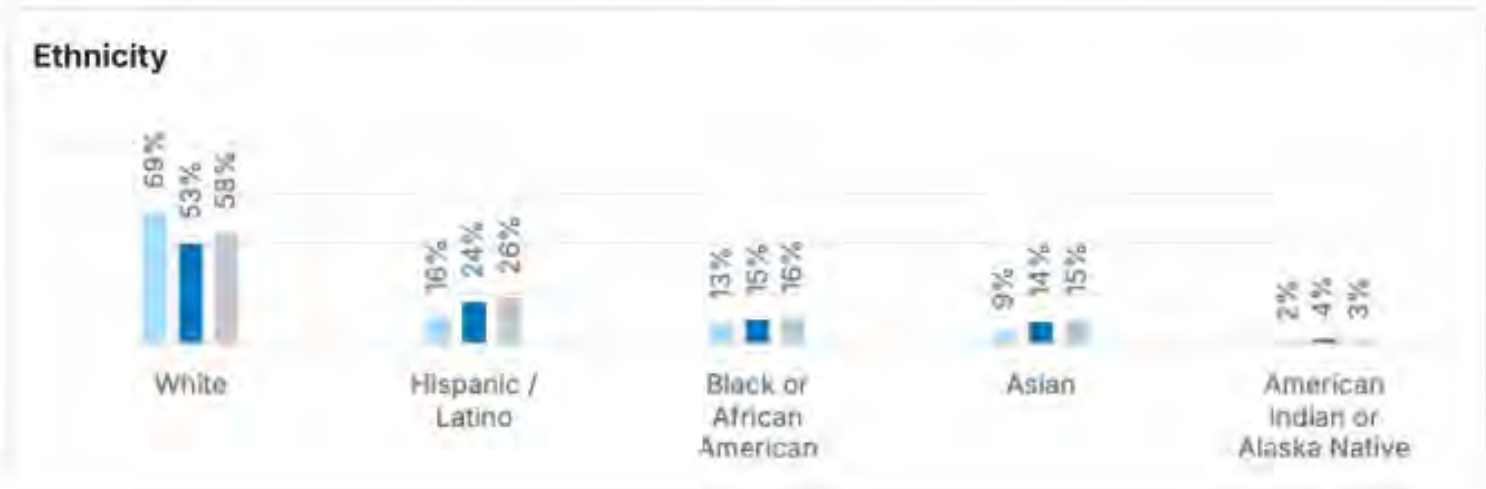 Ethnicity
69%
53%
58%
16%
24%
26%
13%
15%
16%
9%
14%
15%
2%
4%
3%
White
Hispanic /
Latino
Black or
African
American
Asian
American
Indian or
Alaska Native